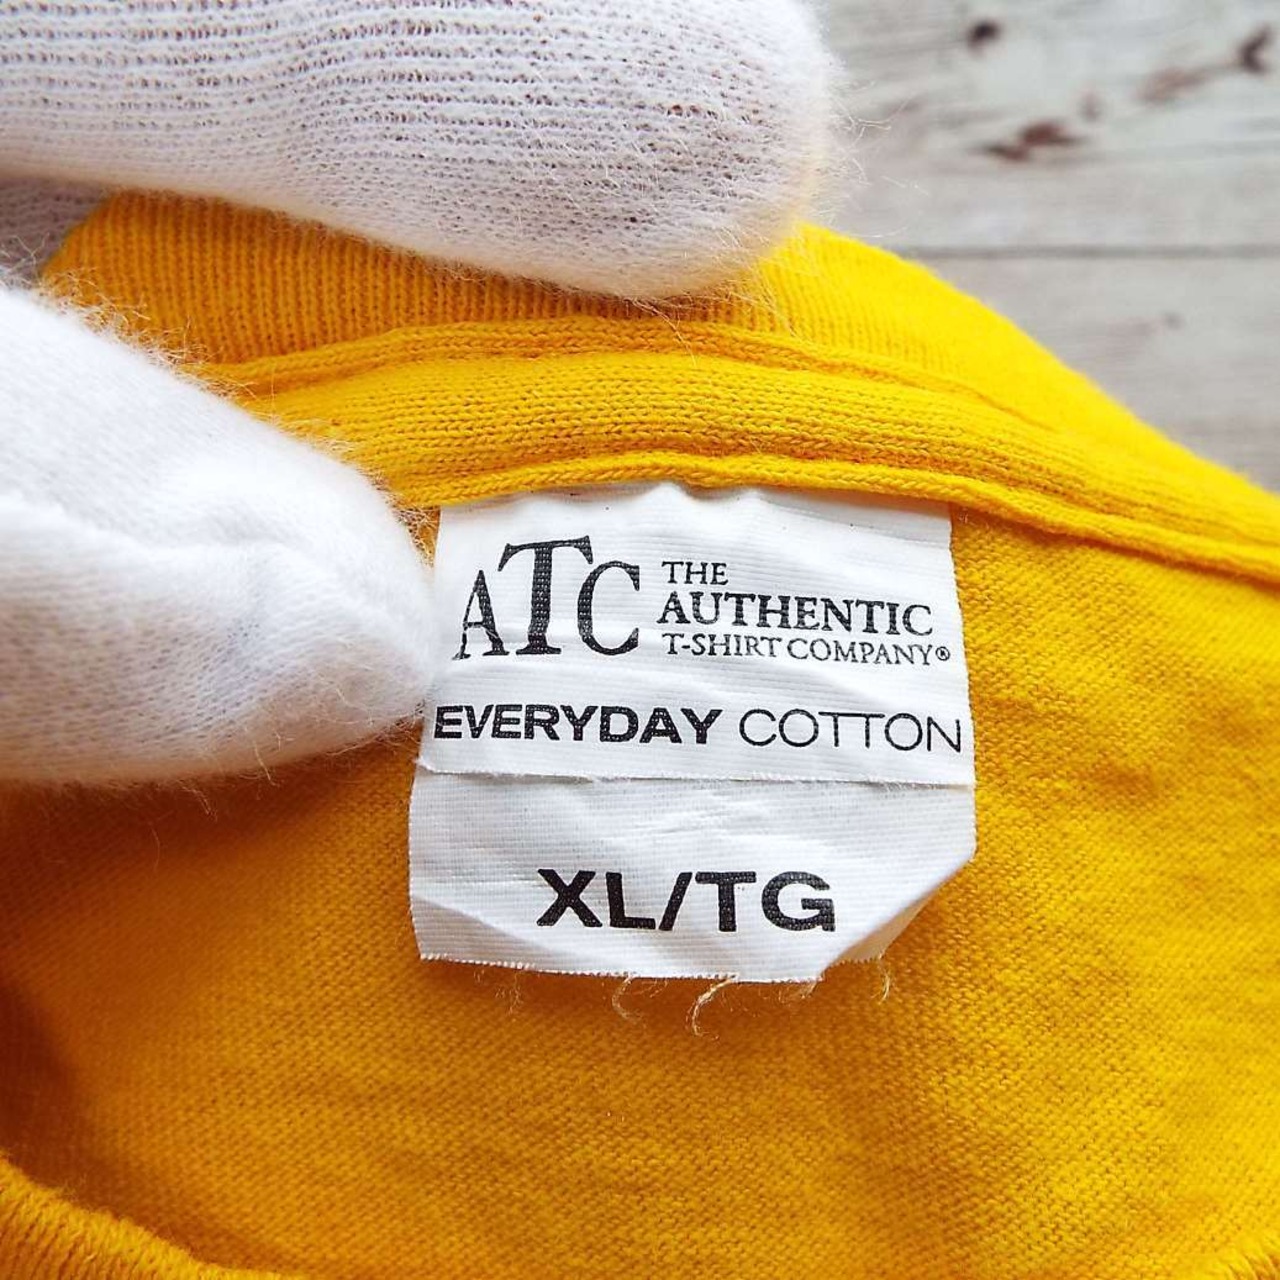 ATC THE
AUTHENTIC
T-SHIRT COMPANY®
EVERYDAY COTTON
XL/TG